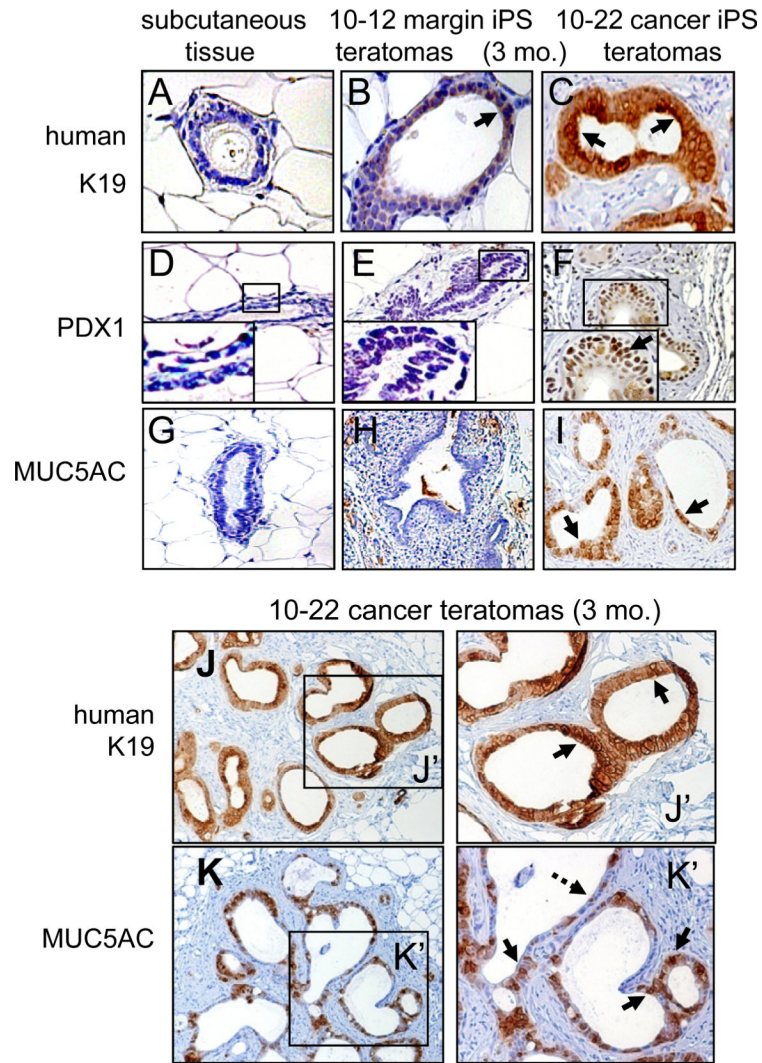 subcutaneous tissue
10-12 margin iPS teratomas (3 mo.)
10-22 cancer iPS teratomas
human K19
A
B
C
PDX1
D
E
F
MUC5AC
G
H
I
10-22 cancer teratomas (3 mo.)
human K19
J
J'
J'
MUC5AC
K
K'
K'